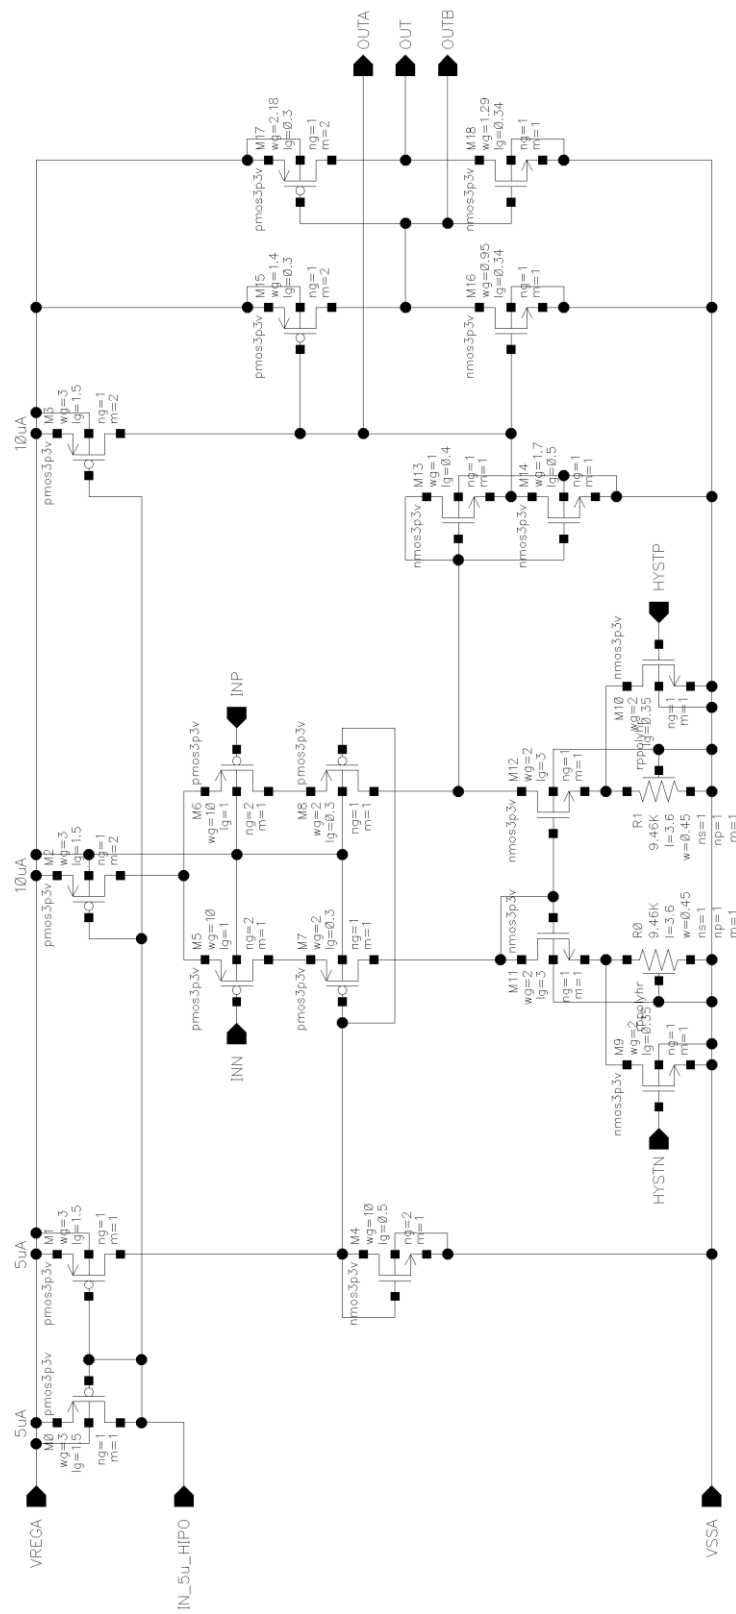 VREGA
5uA
pmos3p3v
M0
wg=3
lg=1.5
ng=1
m=1
5uA
pmos3p3v
M1
wg=3
lg=1.5
ng=1
m=1
10uA
pmos3p3v
M2
wg=3
lg=1.5
ng=1
m=2
10uA
pmos3p3v
M3
wg=3
lg=1.5
ng=1
m=2
IN_5u_HIPO
INN
pmos3p3v
M5
wg=10
lg=1
ng=2
m=1
pmos3p3v
M6
wg=10
lg=1
ng=2
m=1
INP
pmos3p3v
M7
wg=2
lg=0.3
ng=1
m=1
pmos3p3v
M8
wg=2
lg=0.3
ng=1
m=1
nmos3p3v
M4
wg=10
lg=0.5
ng=2
m=1
pmos3p3v
M15
wg=1.4
lg=0.3
ng=1
m=2
pmos3p3v
M17
wg=2.18
lg=0.3
ng=1
m=2
OUTA
OUT
OUTB
nmos3p3v
M13
wg=1
lg=0.4
ng=1
m=1
nmos3p3v
M14
wg=1.7
lg=0.5
ng=1
m=1
nmos3p3v
M16
wg=0.95
lg=0.34
ng=1
m=1
nmos3p3v
M18
wg=1.29
lg=0.34
ng=1
m=1
nmos3p3v
M11
wg=2
lg=3
ng=1
m=1
nmos3p3v
M12
wg=2
lg=3
ng=1
m=1
HYSTN
nmos3p3v
M9
wg=2
lg=0.35
ng=1
m=1
rppolyhr
R0
9.46K
l=3.6
w=0.45
ns=1
np=1
m=1
rppolyhr
R1
9.46K
l=3.6
w=0.45
ns=1
np=1
m=1
nmos3p3v
M10
wg=2
lg=0.35
ng=1
m=1
HYSTP
VSSA